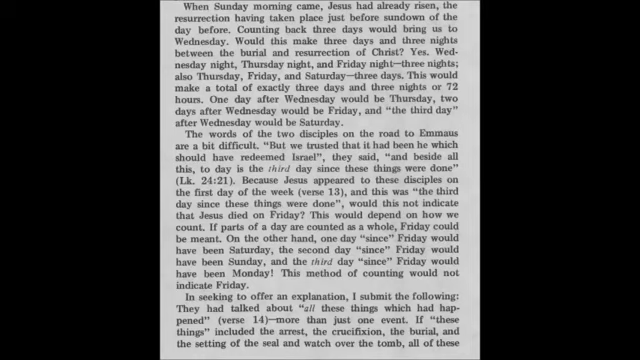 When Sunday morning came, Jesus had already risen, the
resurrection having taken place just before sundown of the
day before. Counting back three days would bring us to
Wednesday. Would this make three days and three nights
between the burial and resurrection of Christ? Yes. Wed-
nesday night, Thursday night, and Friday night—three nights;
also Thursday, Friday, and Saturday—three days. This would
make a total of exactly three days and three nights or 72
hours. One day after Wednesday would be Thursday, two
days after Wednesday would be Friday, and "the third day"
after Wednesday would be Saturday.
The words of the two disciples on the road to Emmaus
are a bit difficult. "But we trusted that it had been he which
should have redeemed Israel", they said, "and beside all
this, to day is the third day since these things were done"
(Lk. 24:21). Because Jesus appeared to these disciples on
the first day of the week (verse 13), and this was "the third
day since these things were done", would this not indicate
that Jesus died on Friday? This would depend on how we
count. If parts of a day are counted as a whole, Friday could
be meant. On the other hand, one day "since" Friday would
have been Saturday, the second day "since" Friday would
have been Sunday, and the third day "since" Friday would
have been Monday! This method of counting would not
indicate Friday.
In seeking to offer an explanation, I submit the following:
They had talked about "all these things which had hap-
pened" (verse 14)—more than just one event. If "these
things" included the arrest, the crucifixion, the burial, and
the setting of the seal and watch over the tomb, all of these